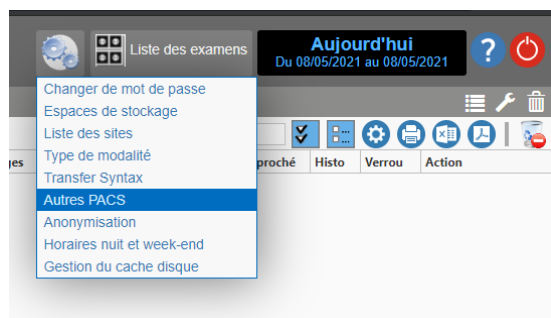 Liste des examens
Aujourd'hui
Du 08/05/2021 au 08/05/2021
?
Changer de mot de passe
Espaces de stockage
Liste des sites
Type de modalité
Transfer Syntax
Autres PACS
Anonymisation
Horaires nuit et week-end
Gestion du cache disque
ges
proché Histo Verrou Action